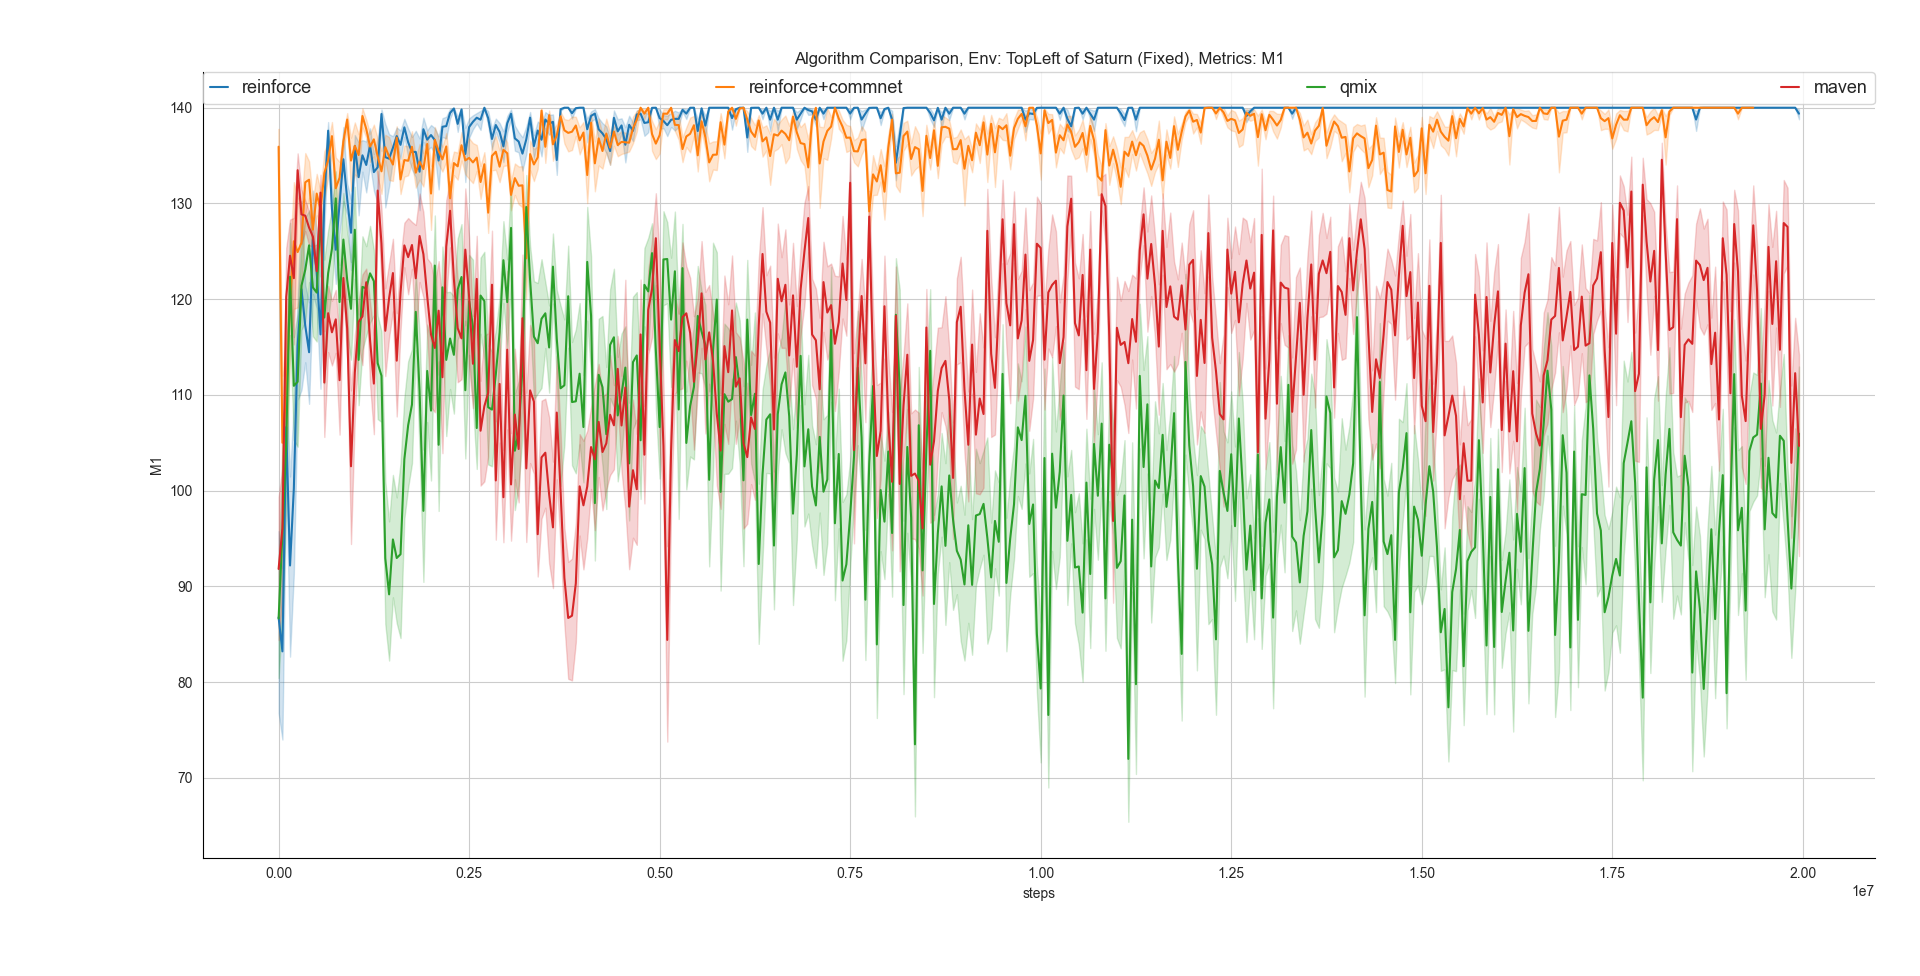 Algorithm Comparison, Env: TopLeft of Saturn (Fixed), Metrics: M1
reinforce reinforce+commnet qmix maven
140
130
120
110
100
90
80
70
M1
0.00 0.25 0.50 0.75 1.00 1.25 1.50 1.75 2.00
steps
1e7